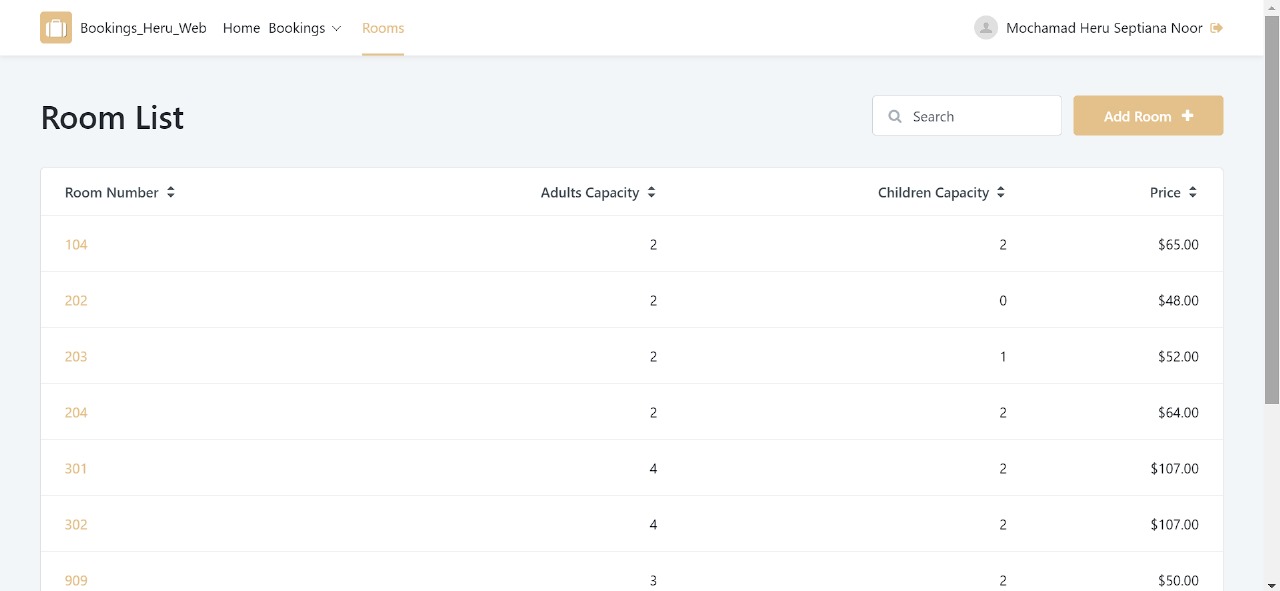 Bookings_Heru_Web Home Bookings Rooms Mochamad Heru Septiana Noor
Room List Search Add Room
Room Number Adults Capacity Children Capacity Price
104 2 2 $65.00
202 2 0 $48.00
203 2 1 $52.00
204 2 2 $64.00
301 4 2 $107.00
302 4 2 $107.00
909 3 2 $50.00